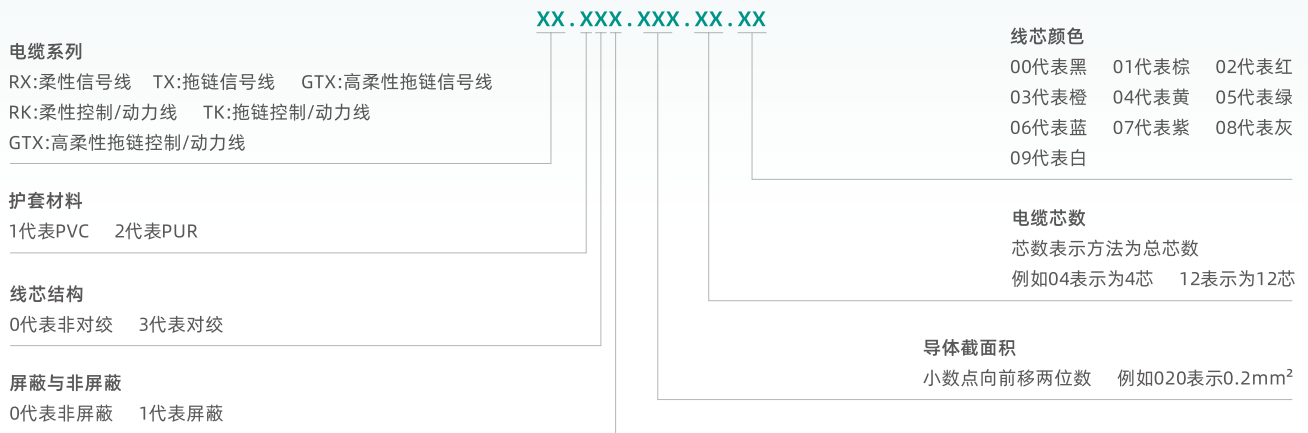 XX.XXX.XXX.XX.XX
电缆系列
RX:柔性信号线 TX:拖链信号线 GTX:高柔性拖链信号线
RK:柔性控制/动力线 TK:拖链控制/动力线
GTX:高柔性拖链控制/动力线
护套材料
1代表PVC 2代表PUR
线芯结构
0代表非对绞 3代表对绞
屏蔽与非屏蔽
0代表非屏蔽 1代表屏蔽
线芯颜色
00代表黑 01代表棕 02代表红
03代表橙 04代表黄 05代表绿
06代表蓝 07代表紫 08代表灰
09代表白
电缆芯数
芯数表示方法为总芯数
例如04表示为4芯 12表示为12芯
导体截面积
小数点向前移两位数 例如020表示0.2mm²